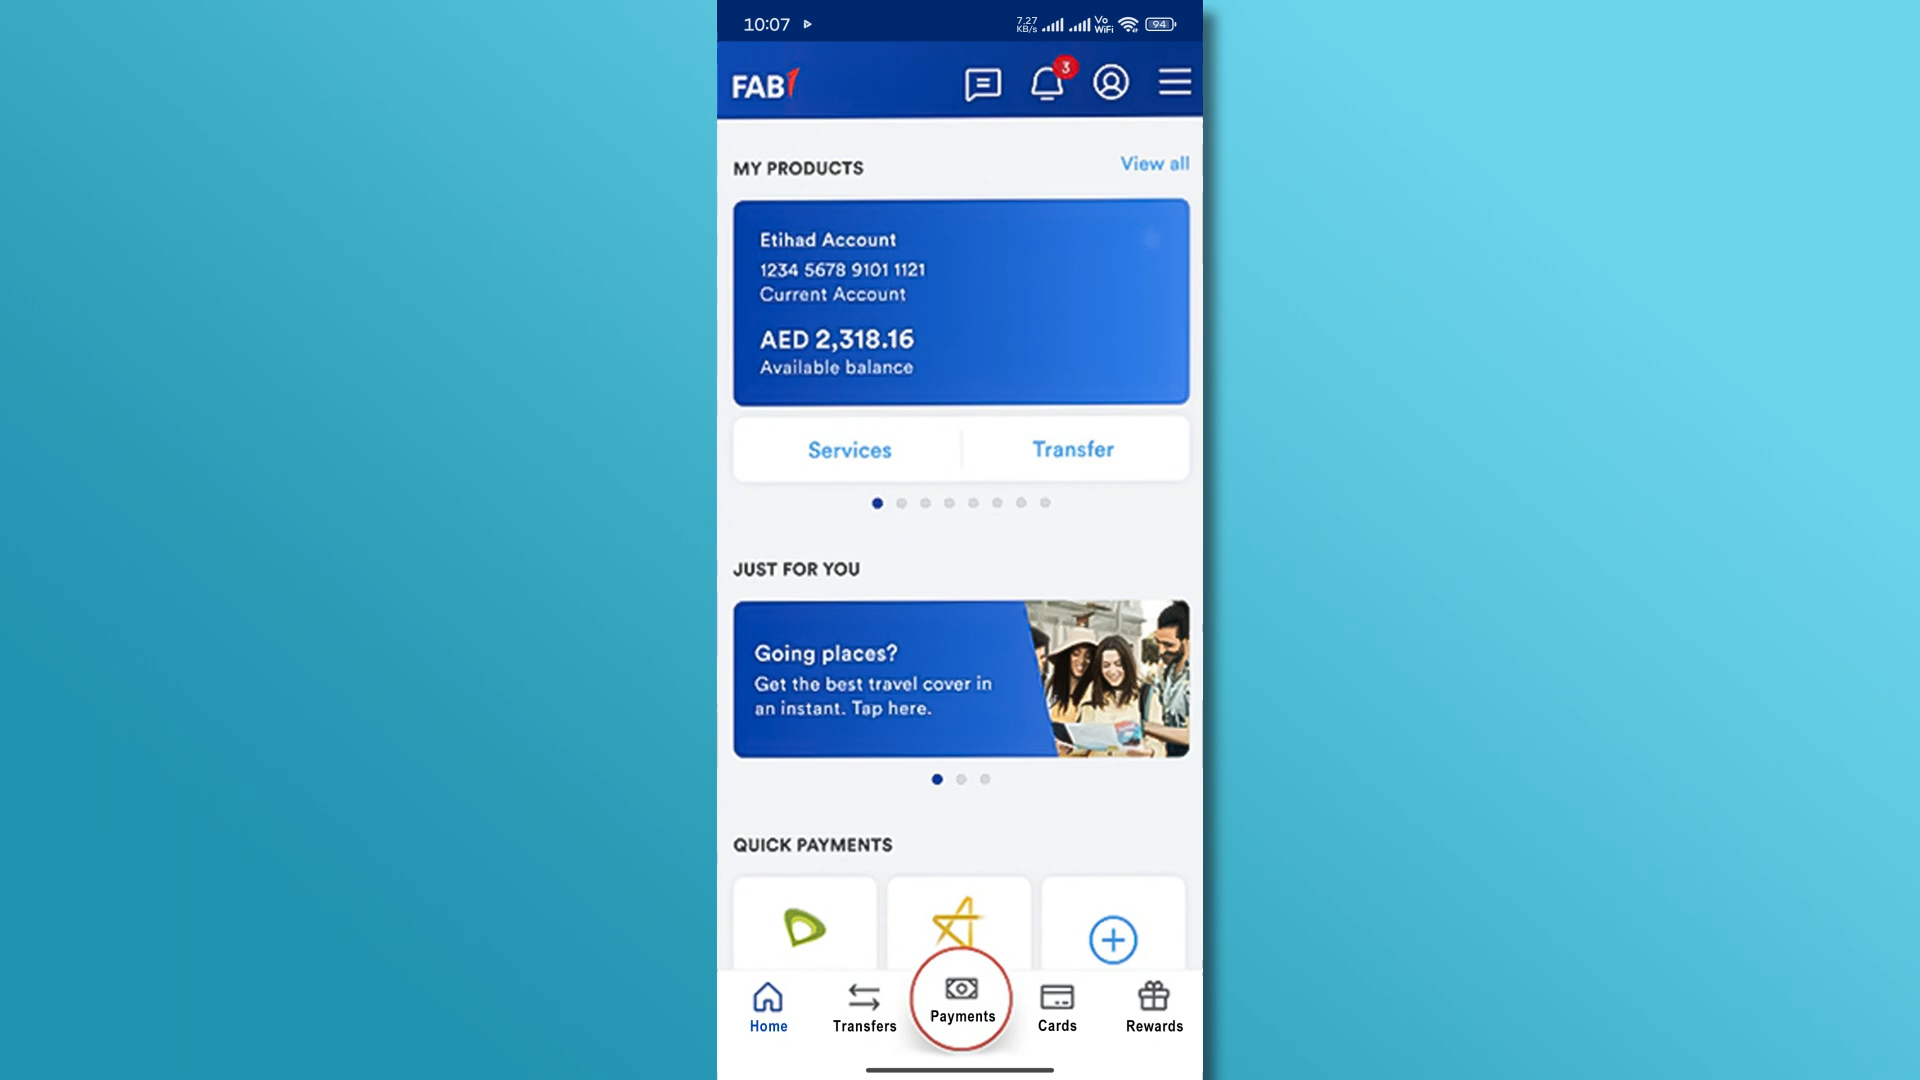 10:07
7.27
KB/s
Vo
WiFi
94
FAB
3
MY PRODUCTS
View all
Etihad Account
1234 5678 9101 1121
Current Account
AED 2,318.16
Available balance
Services
Transfer
JUST FOR YOU
Going places?
Get the best travel cover in
an instant. Tap here.
QUICK PAYMENTS
Home
Transfers
Payments
Cards
Rewards